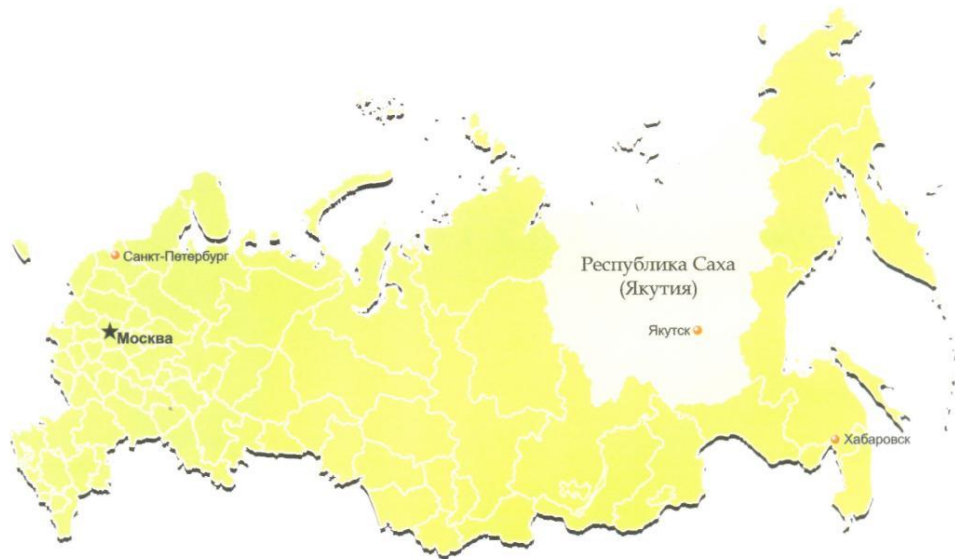 Санкт-Петербург
Республика Саха
(Якутия)
Якутск
Москва
Хабаровск